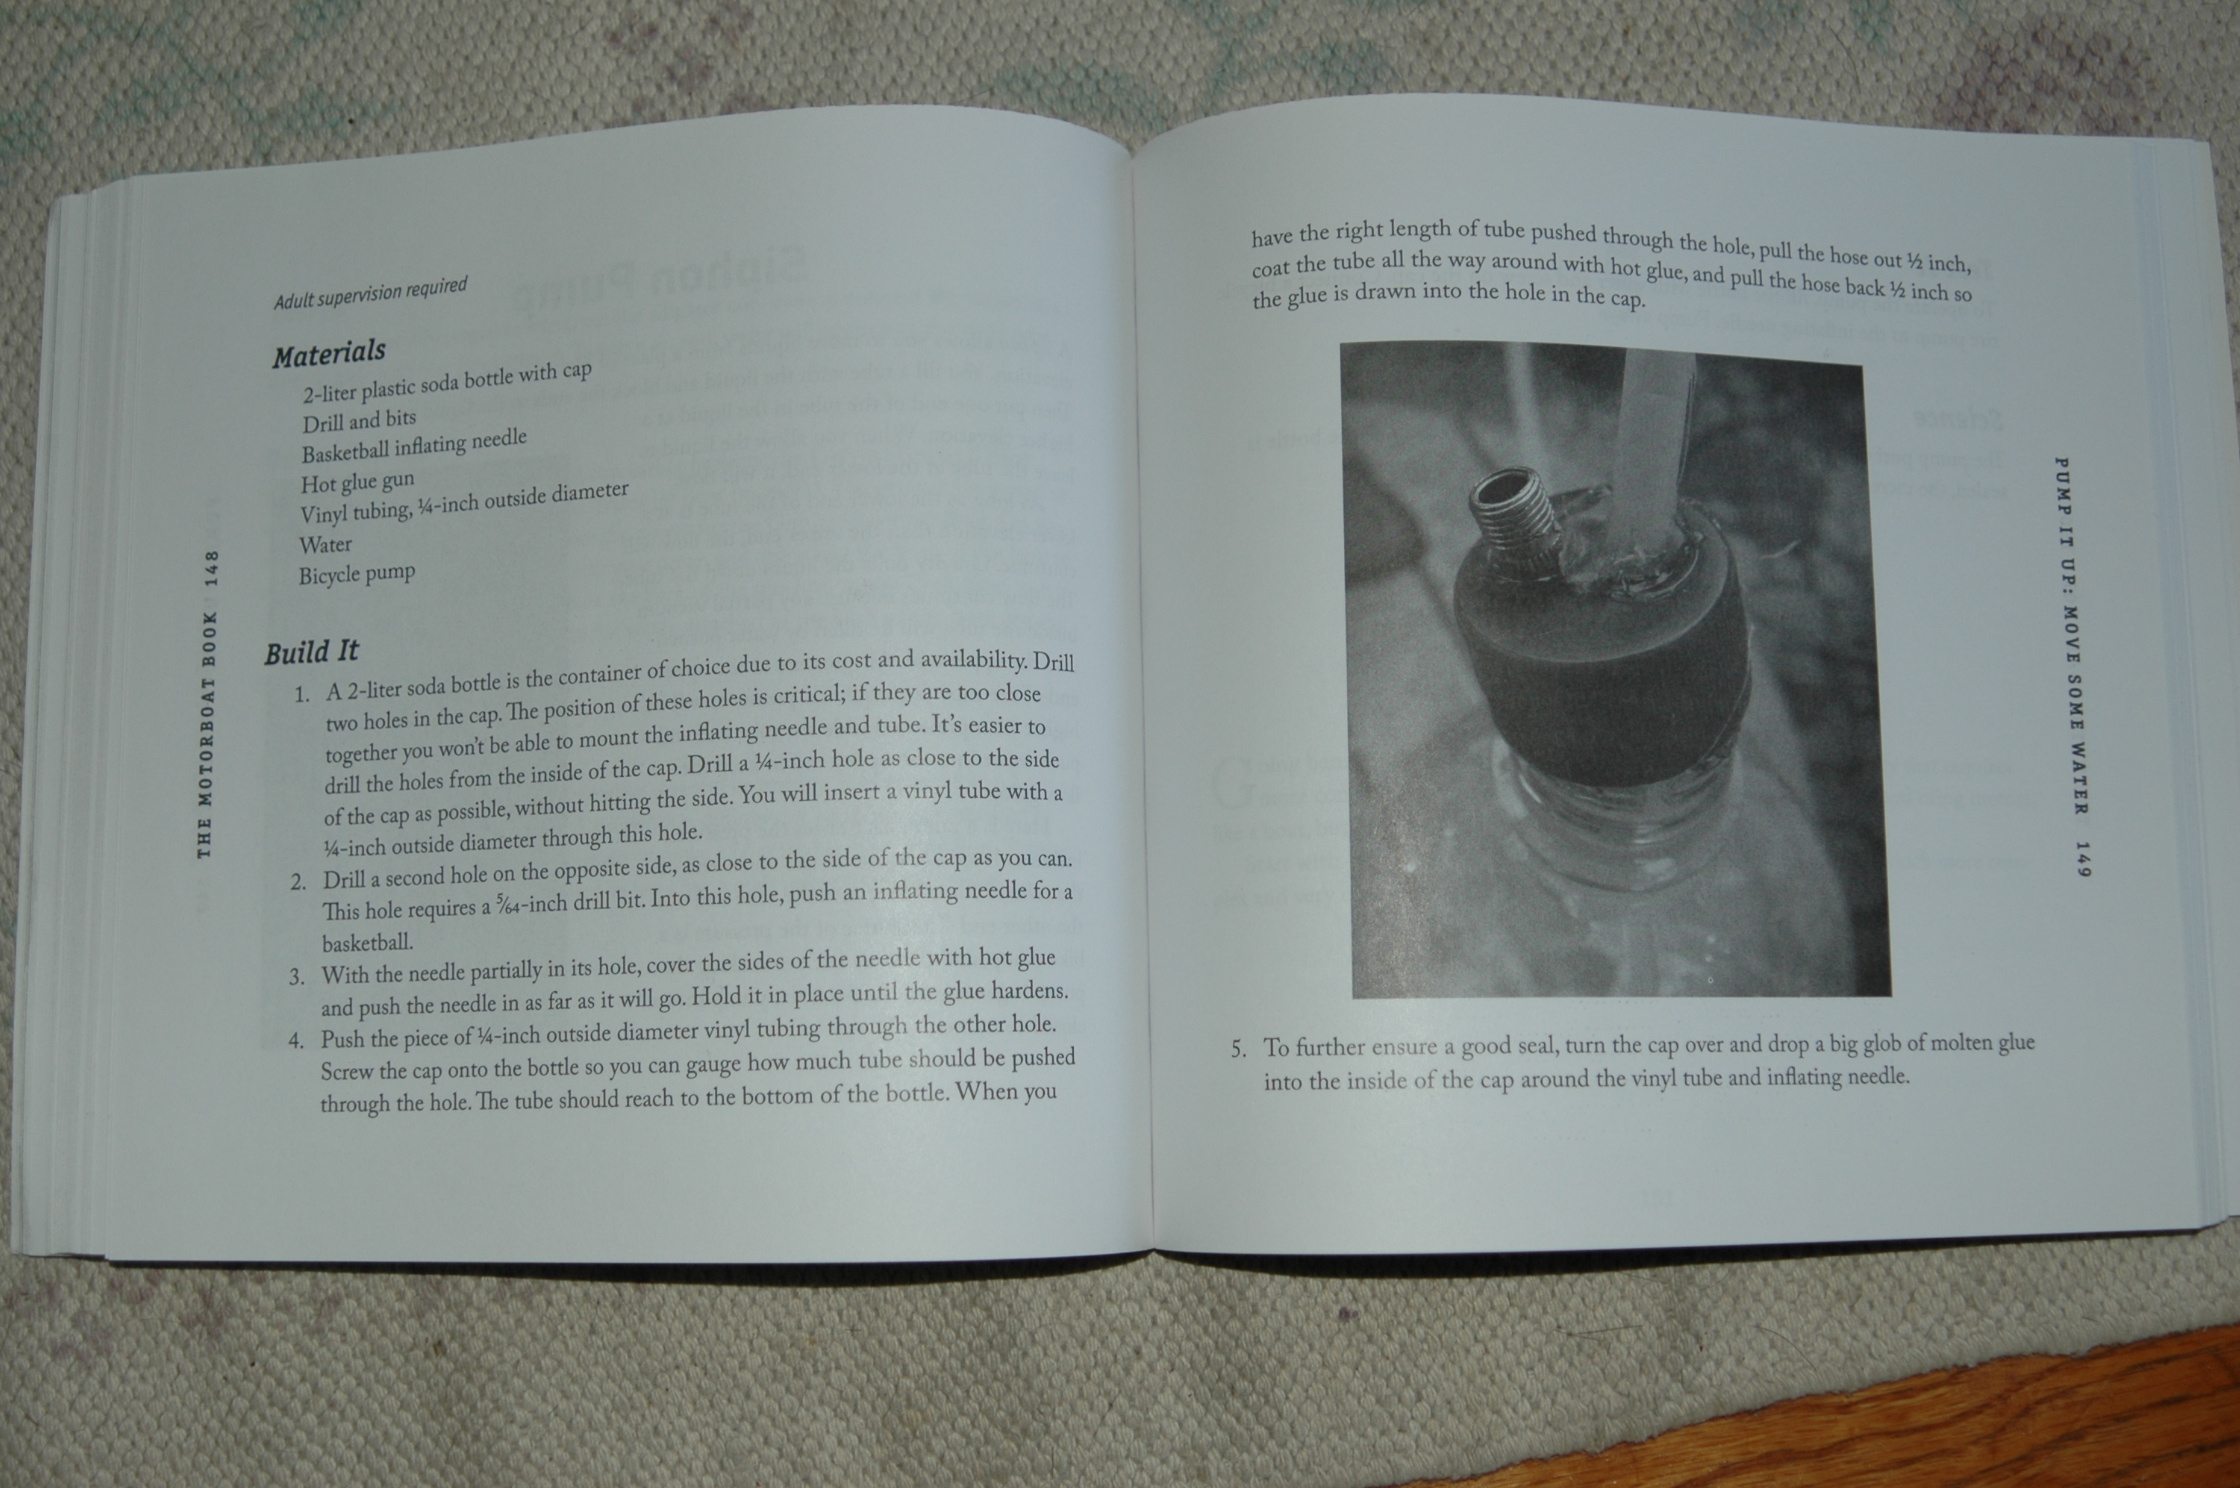 Adult supervision required
Materials
2-liter plastic soda bottle with cap
Drill and bits
Basketball inflating needle
Hot glue gun
Vinyl tubing, ¼-inch outside diameter
Water
Bicycle pump
Build It
1. A 2-liter soda bottle is the container of choice due to its cost and availability. Drill
two holes in the cap. The position of these holes is critical; if they are too close
together you won't be able to mount the inflating needle and tube. It's easier to
drill the holes from the inside of the cap. Drill a ¼-inch hole as close to the side
of the cap as possible, without hitting the side. You will insert a vinyl tube with a
¼-inch outside diameter through this hole.
2. Drill a second hole on the opposite side, as close to the side of the cap as you can.
This hole requires a 5/64-inch drill bit. Into this hole, push an inflating needle for a
basketball.
3. With the needle partially in its hole, cover the sides of the needle with hot glue
and push the needle in as far as it will go. Hold it in place until the glue hardens.
4. Push the piece of ¼-inch outside diameter vinyl tubing through the other hole.
Screw the cap onto the bottle so you can gauge how much tube should be pushed
through the hole. The tube should reach to the bottom of the bottle. When you
THE MOTORBOAT BOOK 148
have the right length of tube pushed through the hole, pull the hose out ½ inch,
coat the tube all the way around with hot glue, and pull the hose back ½ inch so
the glue is drawn into the hole in the cap.
5. To further ensure a good seal, turn the cap over and drop a big glob of molten glue
into the inside of the cap around the vinyl tube and inflating needle.
PUMP IT UP: MOVE SOME WATER 149